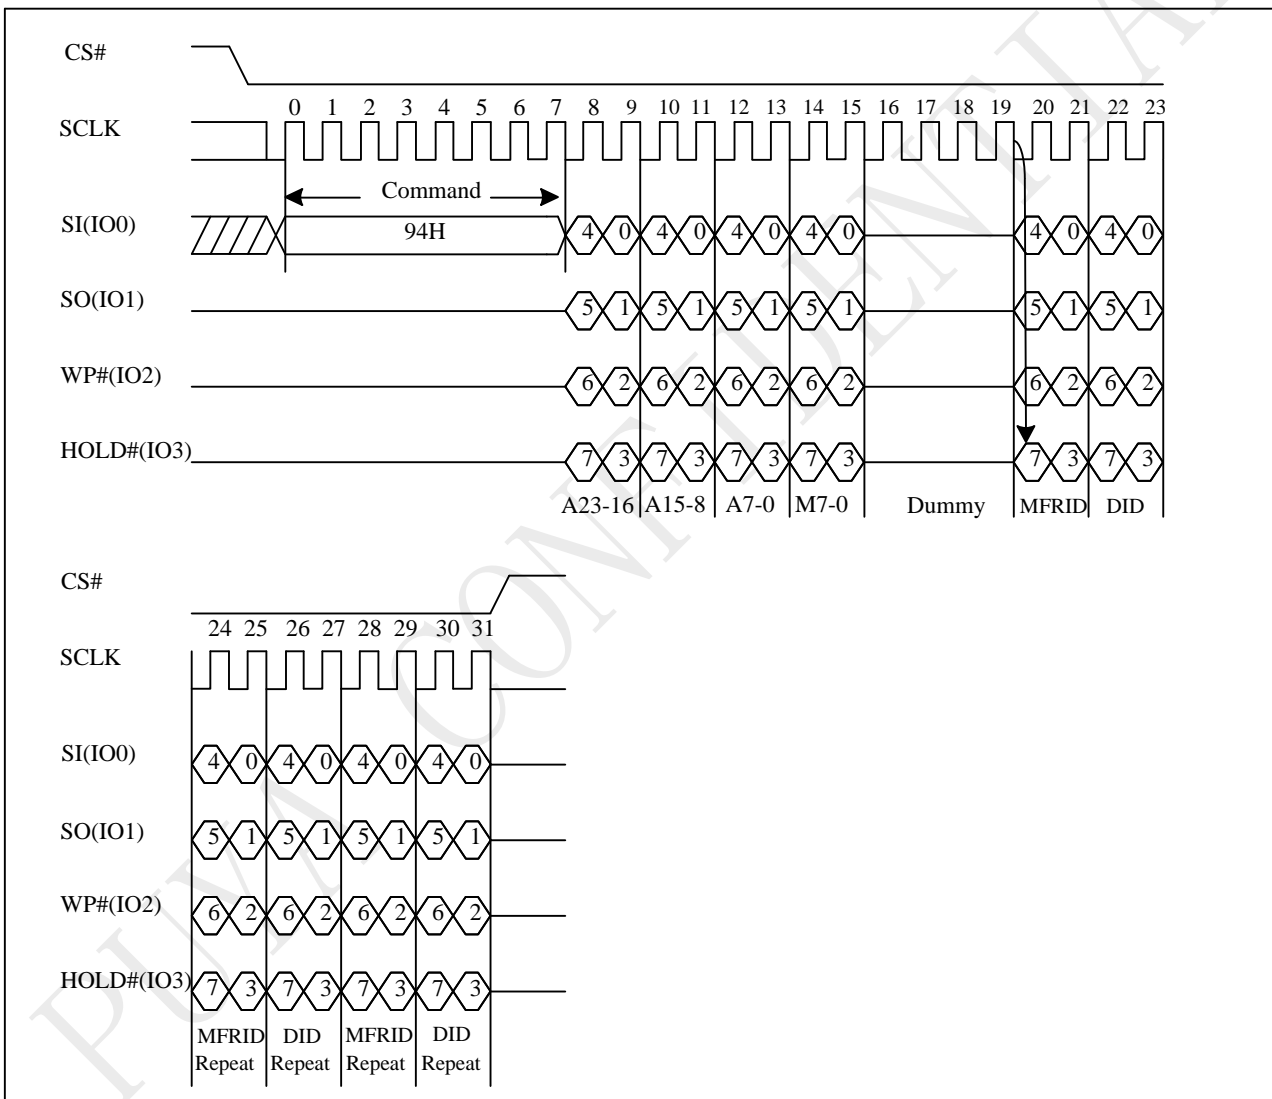 CS#
0 1 2 3 4 5 6 7 8 9 10 11 12 13 14 15 16 17 18 19 20 21 22 23
SCLK
Command
SI(IO0) 94H 4 0 4 0 4 0 4 0 4 0 4 0
SO(IO1) 5 1 5 1 5 1 5 1 5 1 5 1
WP#(IO2) 6 2 6 2 6 2 6 2 6 2 6 2
HOLD#(IO3) 7 3 7 3 7 3 7 3 7 3 7 3
A23-16 A15-8 A7-0 M7-0 Dummy MFRID DID
CS#
24 25 26 27 28 29 30 31
SCLK
SI(IO0) 4 0 4 0 4 0 4 0
SO(IO1) 5 1 5 1 5 1 5 1
WP#(IO2) 6 2 6 2 6 2 6 2
HOLD#(IO3) 7 3 7 3 7 3 7 3
MFRID DID MFRID DID
Repeat Repeat Repeat Repeat
PUYA CONFIDENTIAL